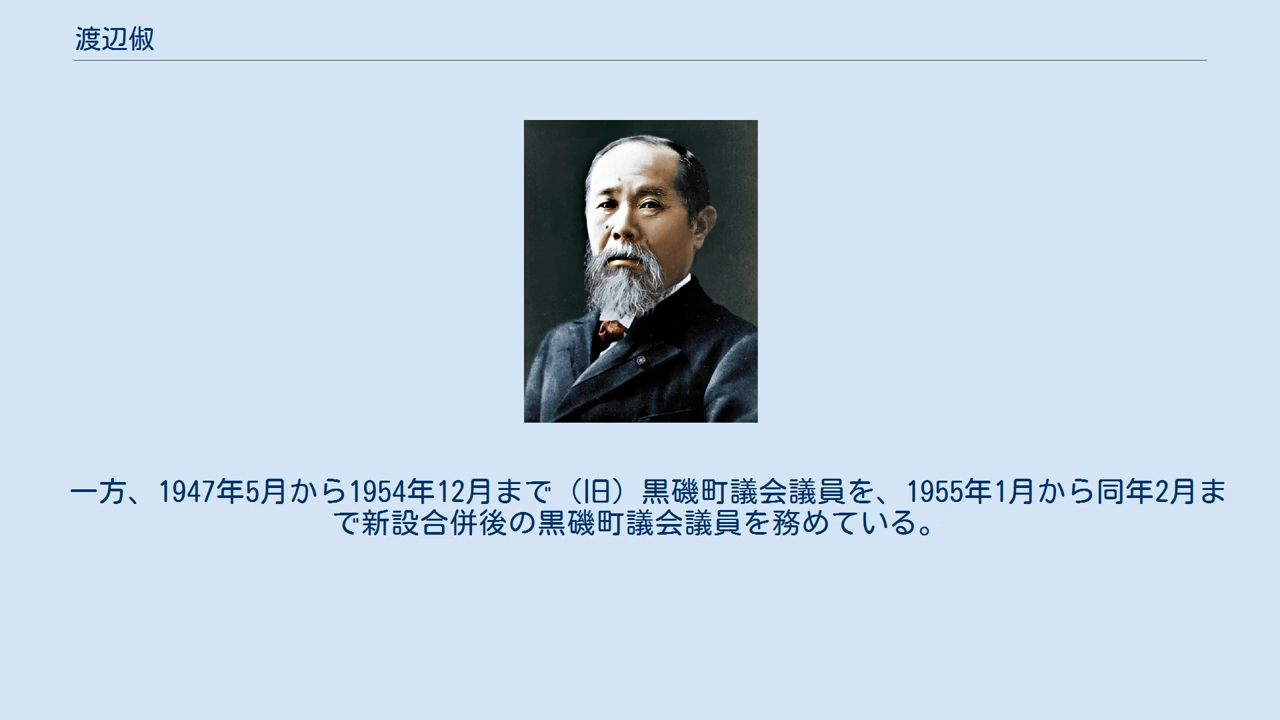 渡辺俶
一方、1947年5月から1954年12月まで（旧）黒磯町議会議員を、1955年1月から同年2月ま
で新設合併後の黒磯町議会議員を務めている。